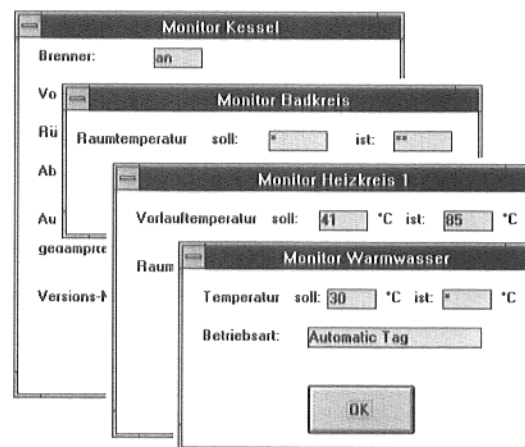 Monitor Kessel
Brenner: an
Vo
Monitor Badkreis
Rü
Raumtemperatur soll: * ist: **
Ab
Monitor Heizkreis 1
Au
Vorlauftemperatur soll: 41 °C ist: 85 °C
Raum
Monitor Warmwasser
Versions-N
Temperatur soll: 30 °C ist: * °C
Betriebsart: Automatic Tag
OK